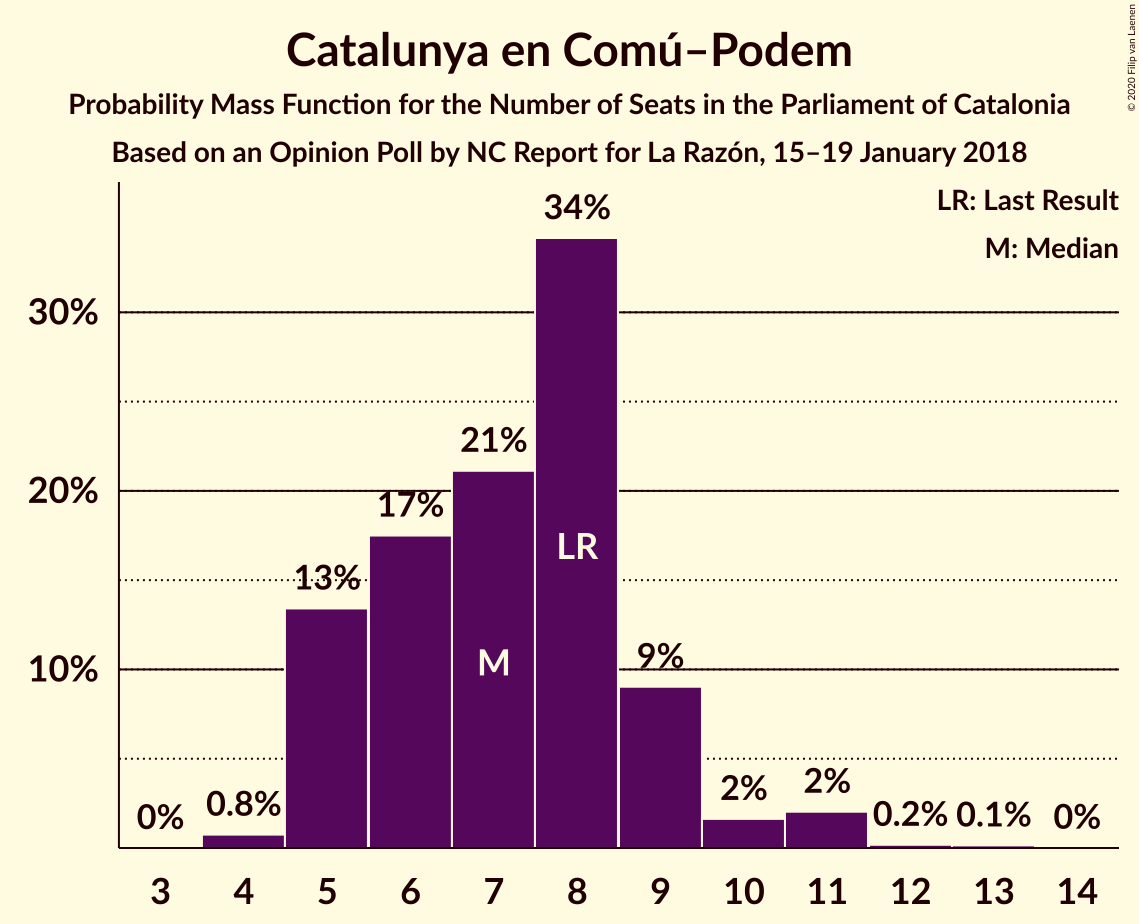 Catalunya en Comú–Podem
Probability Mass Function for the Number of Seats in the Parliament of Catalonia
Based on an Opinion Poll by NC Report for La Razón, 15–19 January 2018
© 2020 Filip van Laenen
LR: Last Result
M: Median
34%
30%
21%
20%
17%
LR
13%
M
10%
9%
0% 0.8% 2% 2% 0.2% 0.1% 0%
3 4 5 6 7 8 9 10 11 12 13 14